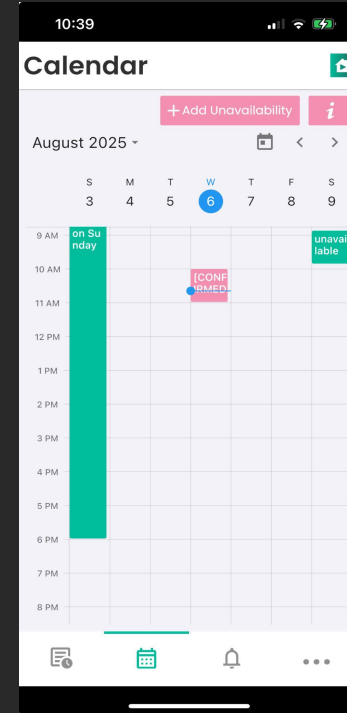 10:39
Calendar
+ Add Unavailability
i
August 2025
S M T W T F S
3 4 5 6 7 8 9
9 AM
on Su
nday
unavai
lable
10 AM
[CONF
IRMED
11 AM
12 PM
1 PM
2 PM
3 PM
4 PM
5 PM
6 PM
7 PM
8 PM